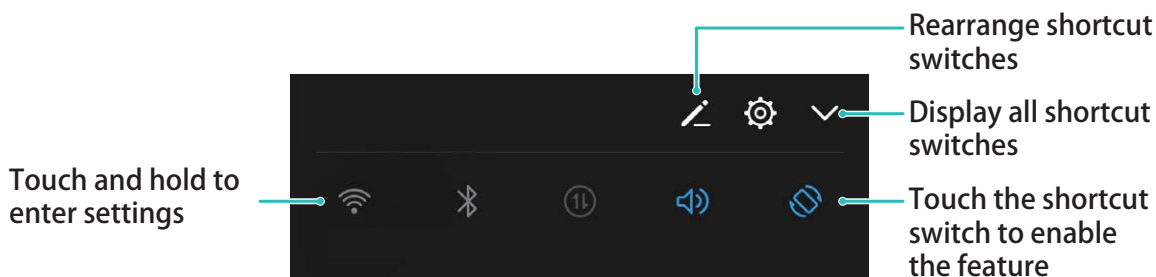 Rearrange shortcut
switches
Display all shortcut
switches
Touch and hold to
enter settings
Touch the shortcut
switch to enable
the feature